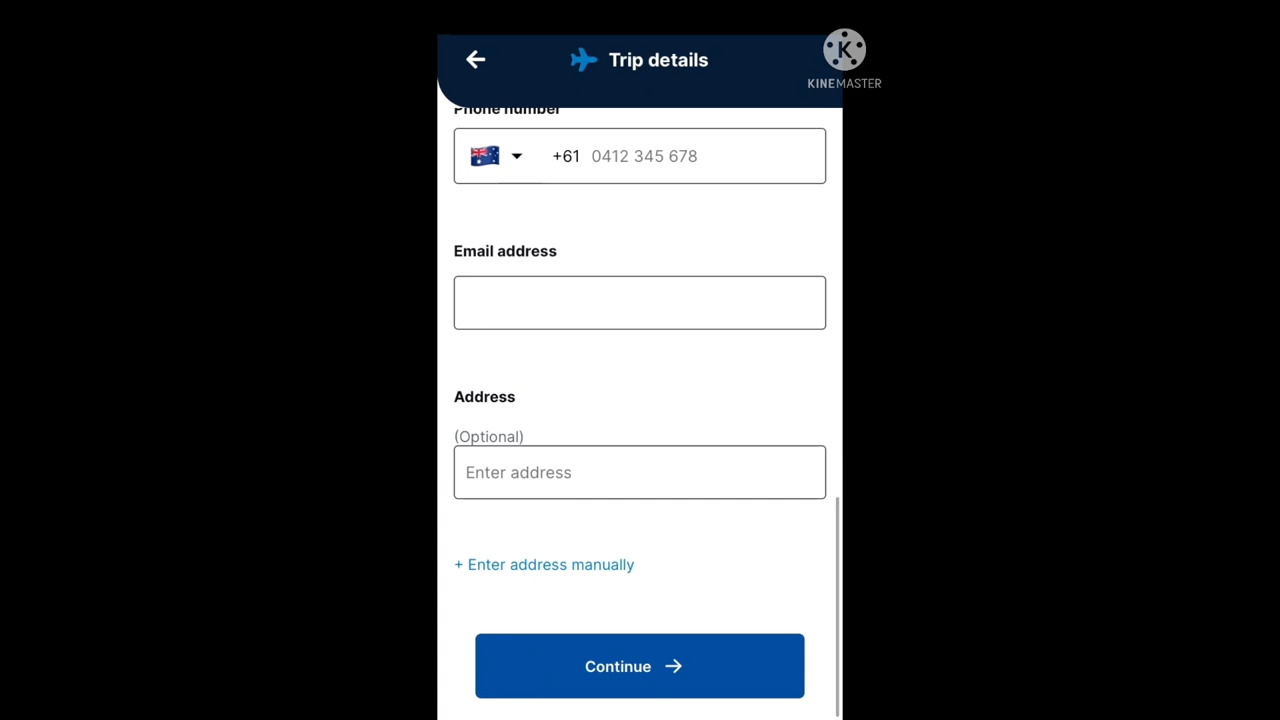 Trip details
K
KINEMASTER
Phone number
+61 0412 345 678
Email address
Address
(Optional)
Enter address
+ Enter address manually
Continue